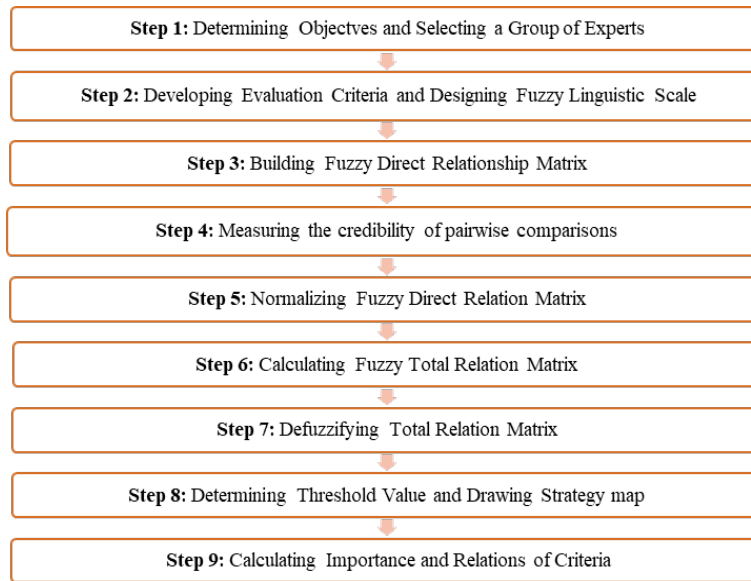 Step 1: Determining Objectves and Selecting a Group of Experts
Step 2: Developing Evaluation Criteria and Designing Fuzzy Linguistic Scale
Step 3: Building Fuzzy Direct Relationship Matrix
Step 4: Measuring the credibility of pairwise comparisons
Step 5: Normalizing Fuzzy Direct Relation Matrix
Step 6: Calculating Fuzzy Total Relation Matrix
Step 7: Defuzzifying Total Relation Matrix
Step 8: Determining Threshold Value and Drawing Strategy map
Step 9: Calculating Importance and Relations of Criteria